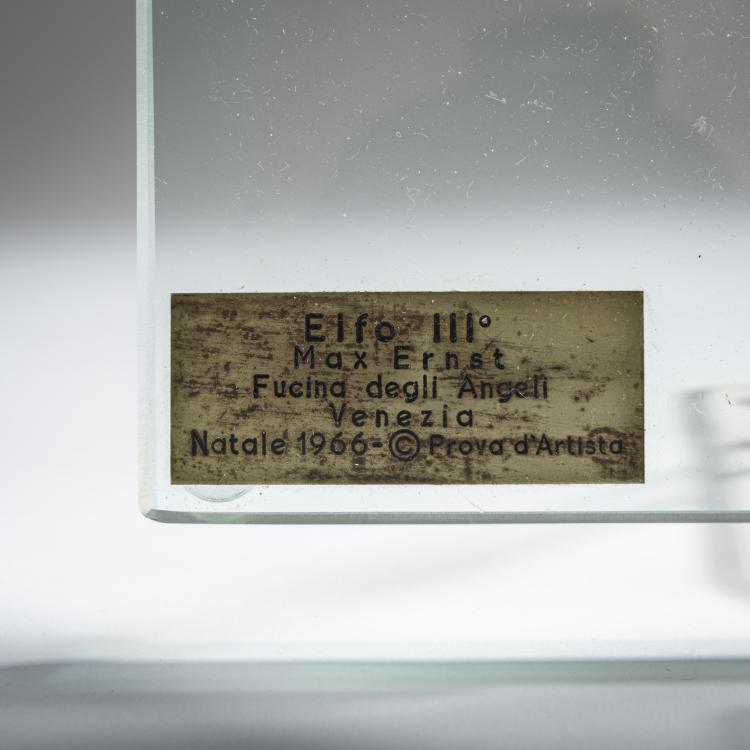 Elfo III°
Max Ernst
Fucina degli Angeli
Venezia
Natale 1966-© Prova d'Artista